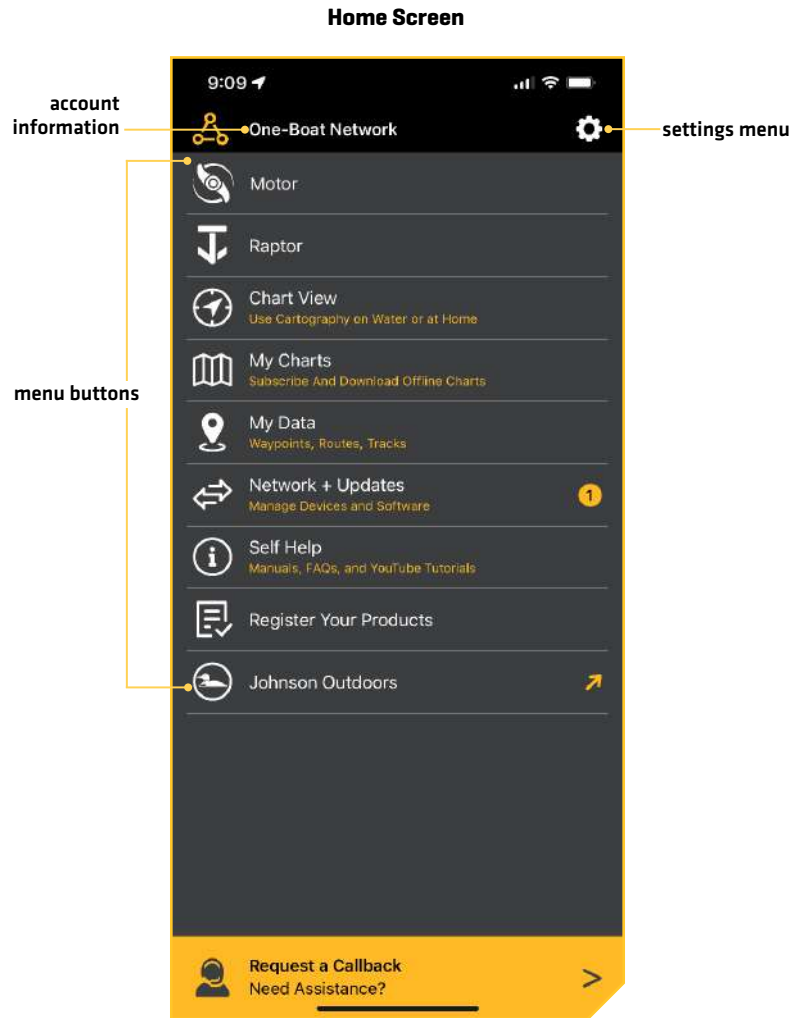 Home Screen
9:09
account
information
One-Boat Network
settings menu
Motor
Raptor
Chart View
Use Cartography on Water or at Home
My Charts
Subscribe And Download Offline Charts
menu buttons
My Data
Waypoints, Routes, Tracks
Network + Updates
Manage Devices and Software
1
Self Help
Manuals, FAQs, and YouTube Tutorials
Register Your Products
Johnson Outdoors
Request a Callback
Need Assistance?